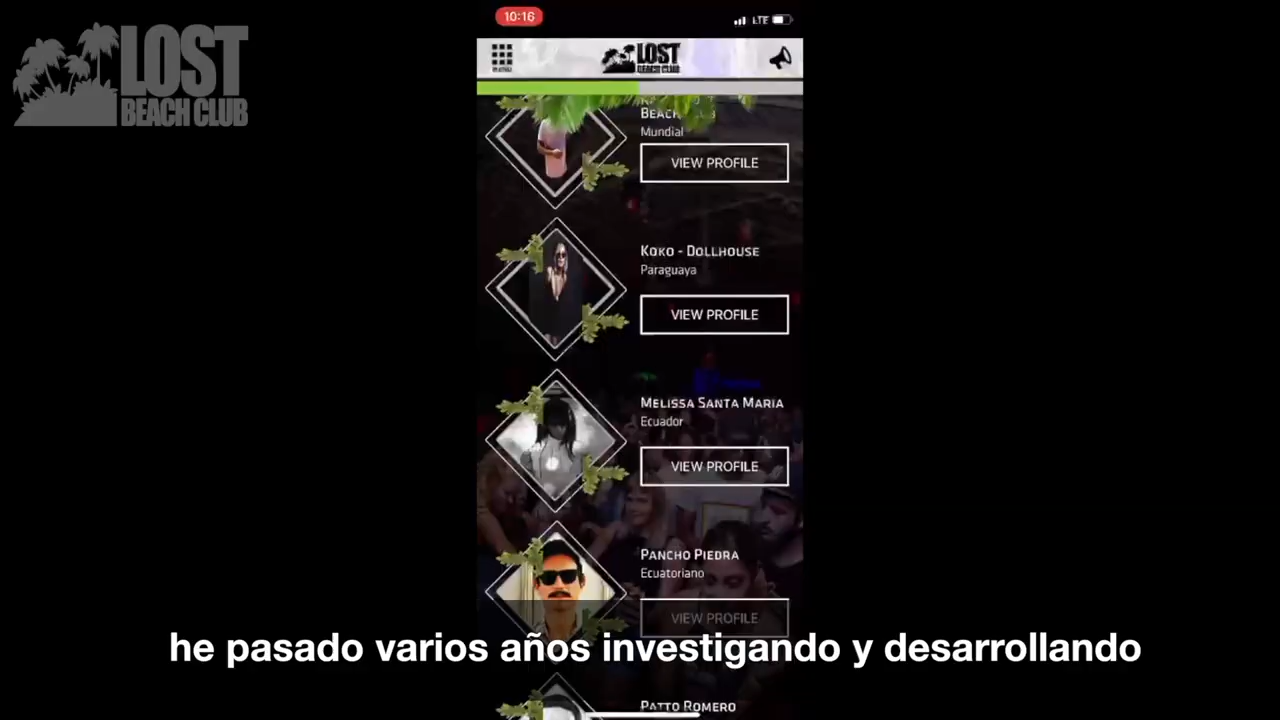 LOST
BEACH CLUB
10:16
LTE
MENU
LOST
BEACH CLUB
Mundial
VIEW PROFILE
KOKO - DOLLHOUSE
Paraguaya
VIEW PROFILE
MELISSA SANTA MARIA
Ecuador
VIEW PROFILE
PANCHO PIEDRA
Ecuatoriano
VIEW PROFILE
he pasado varios años investigando y desarrollando
PATTO ROMERO